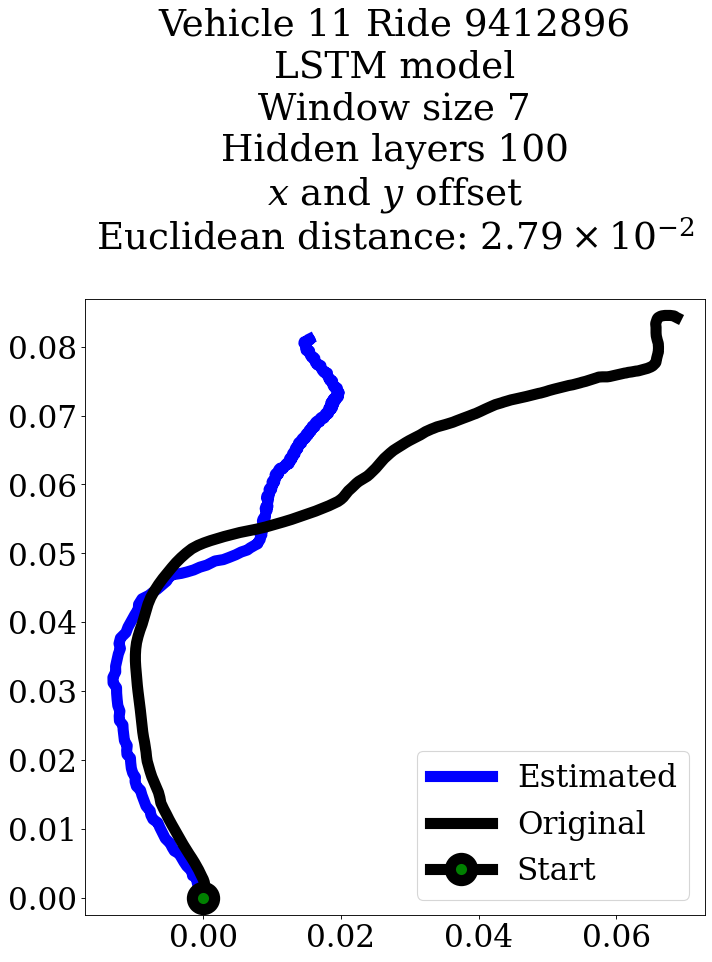 Vehicle 11 Ride 9412896
LSTM model
Window size 7
Hidden layers 100
x and y offset
Euclidean distance: 2.79 × 10⁻²
0.08
0.07
0.06
0.05
0.04
0.03
0.02
0.01
0.00
Estimated
Original
Start
0.00 0.02 0.04 0.06